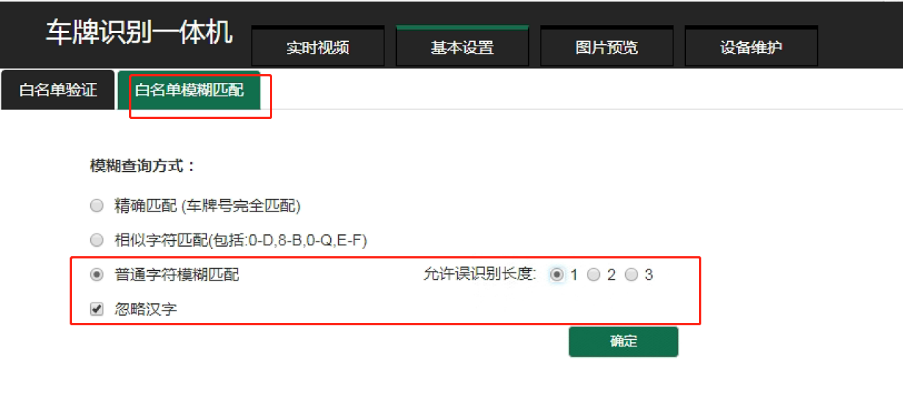 车牌识别一体机
实时视频 基本设置 图片预览 设备维护
白名单验证 白名单模糊匹配
模糊查询方式：
精确匹配 (车牌号完全匹配)
相似字符匹配(包括:0-D,8-B,0-Q,E-F)
普通字符模糊匹配 允许误识别长度: 1 2 3
忽略汉字
确定